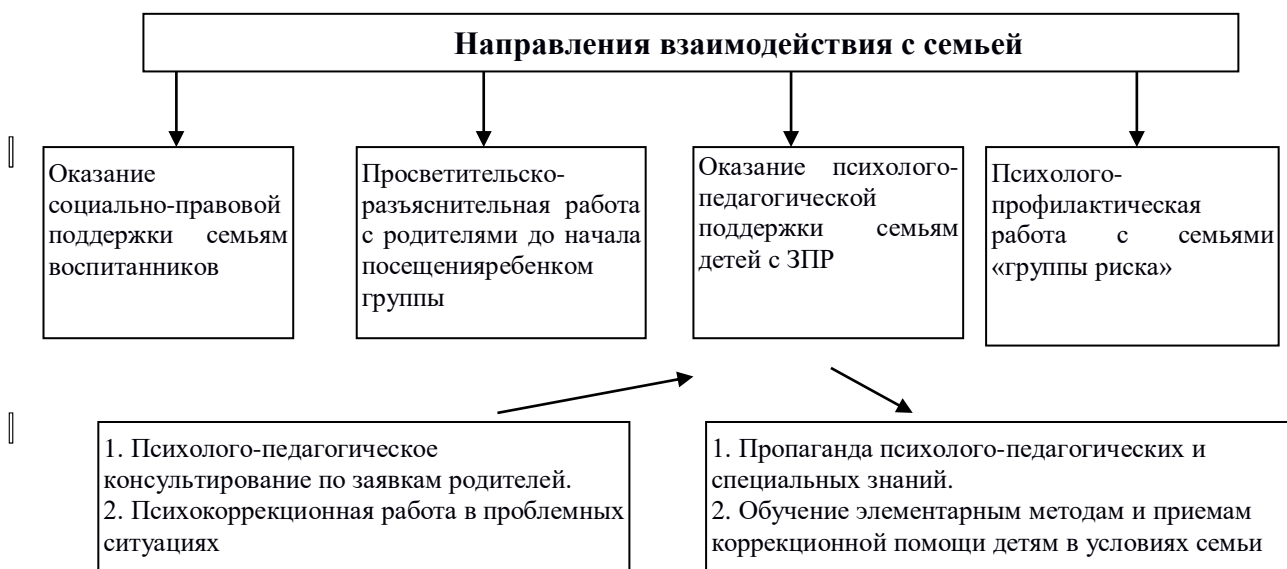 Направления взаимодействия с семьей
Оказание
социально-правовой
поддержки семьям
воспитанников
Просветительско-
разъяснительная работа
с родителями до начала
посещенияребенком
группы
Оказание психолого-
педагогической
поддержки семьям
детей с ЗПР
Психолого-
профилактическая
работа с семьями
«группы риска»
1. Психолого-педагогическое
консультирование по заявкам родителей.
2. Психокоррекционная работа в проблемных
ситуациях
1. Пропаганда психолого-педагогических и
специальных знаний.
2. Обучение элементарным методам и приемам
коррекционной помощи детям в условиях семьи